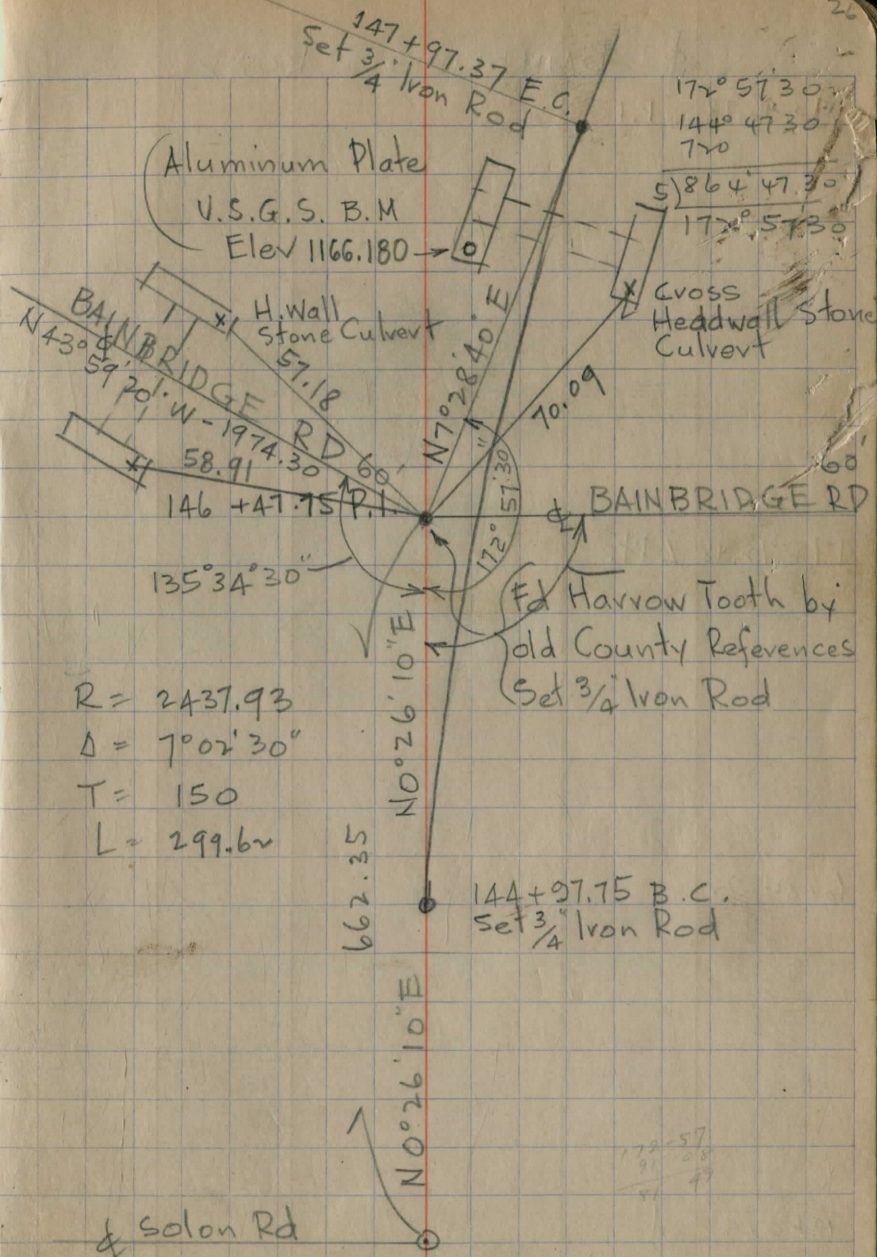 26
147+97.37 E.C.
Set 3/4" Iron Rod
172° 57 30
144° 47 30
720
5)864° 47' 30"
172° 57' 30"
Aluminum Plate
U.S.G.S. B.M
Elev 1166.180
H. Wall
Stone Culvert
57.18
BAINBRIDGE RD 60'
N43° 59' 20" W - 1974.30
58.91
146+47.75 P.I.
N7°28'40"E
70.09
Cross
Headwall Stone
Culvert
60'
℄ BAINBRIDGE RD
172° 57' 30"
135°34'30"
Fd Harrow Tooth by
old County References
Set 3/4" Iron Rod
R= 2437.93
Δ= 7°02'30"
T= 150
L= 299.62
N0°26'10"E
662.35
144+97.75 B.C.
Set 3/4" Iron Rod
N0°26'10"E
℄ Solon Rd